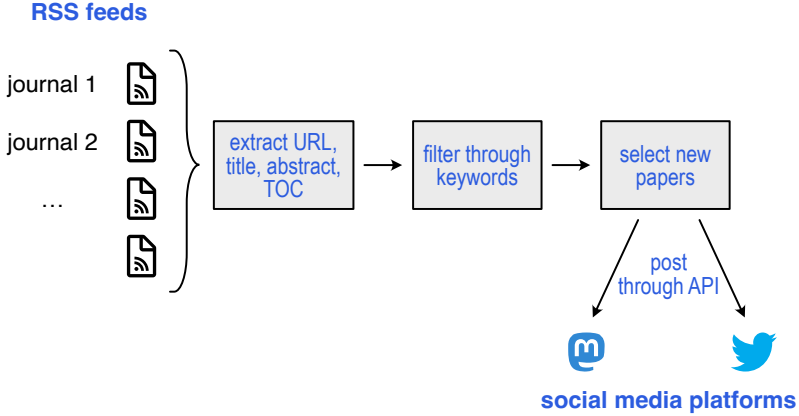 RSS feeds
journal 1
journal 2
...
extract URL,
title, abstract,
TOC
filter through
keywords
select new
papers
post
through API
social media platforms